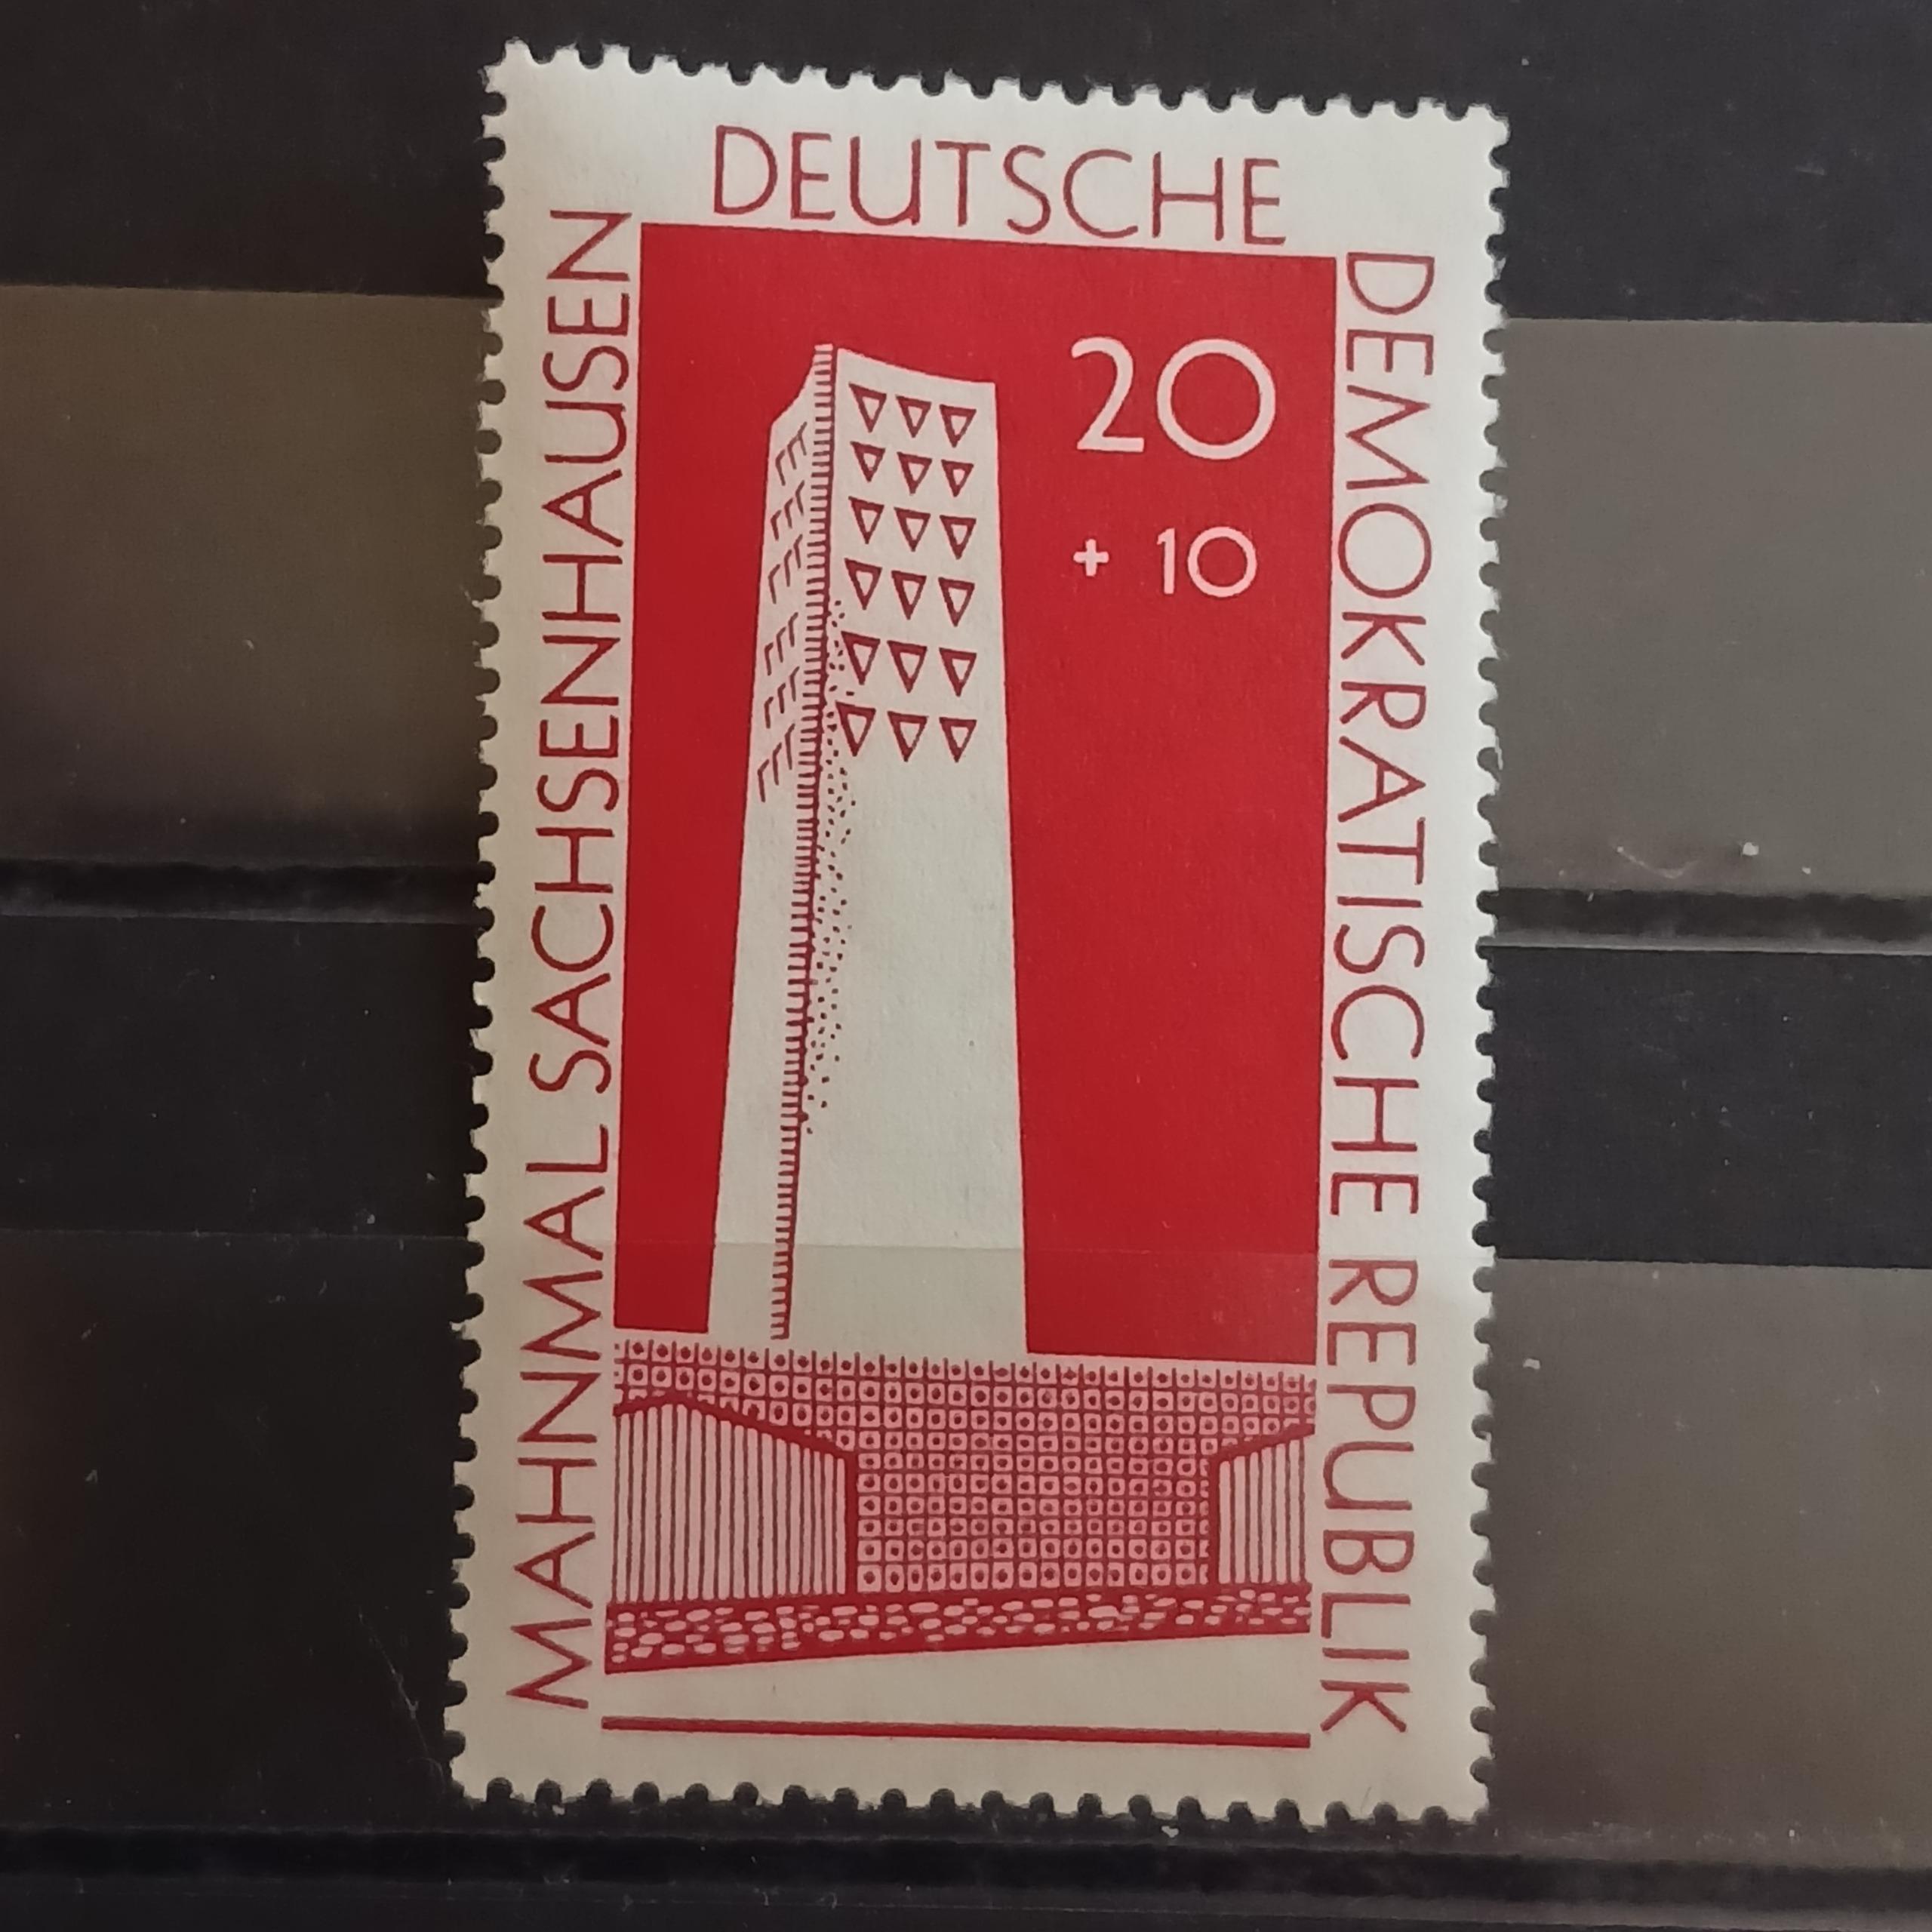 DEUTSCHE
DEMOKRATISCHE REPUBLIK
MAHNMAL SACHSENHAUSEN
20
+ 10